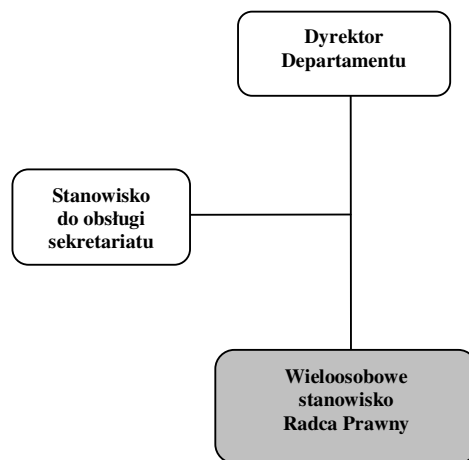 Dyrektor
Departamentu
Stanowisko
do obsługi
sekretariatu
Wieloosobowe
stanowisko
Radca Prawny